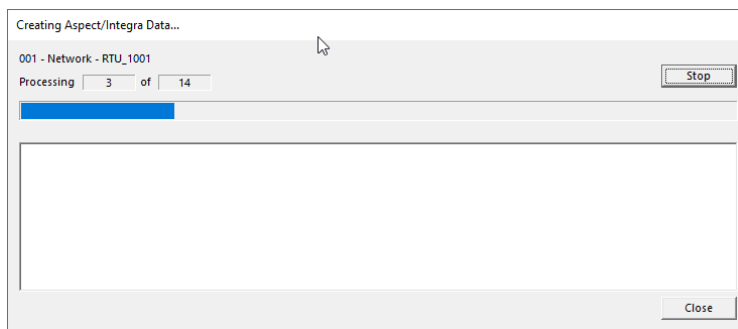 Creating Aspect/Integra Data...
001 - Network - RTU_1001
Processing 3 of 14
Stop
Close